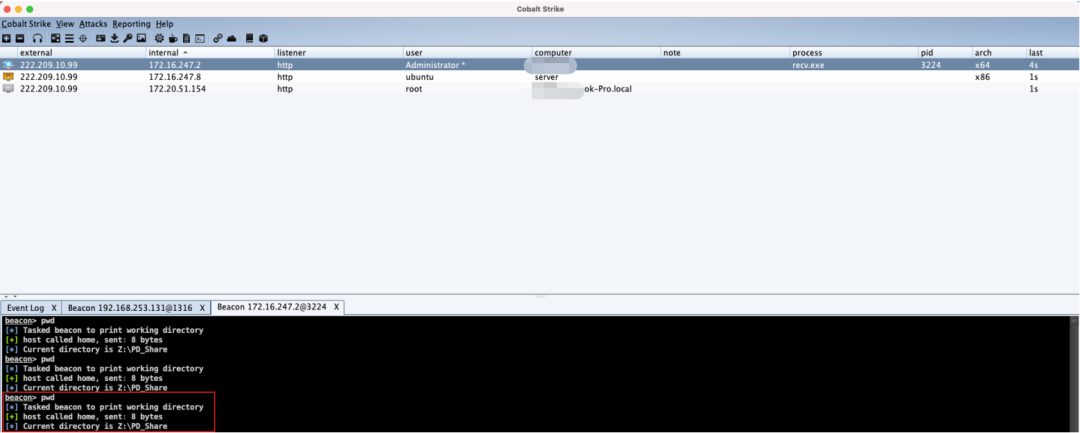 Cobalt Strike
Cobalt Strike View Attacks Reporting Help
external internal listener user computer note process pid arch last
222.209.10.99 172.16.247.2 http Administrator * recv.exe 3224 x64 4s
222.209.10.99 172.16.247.8 http ubuntu server x86 1s
222.209.10.99 172.20.51.154 http root ok-Pro.local 1s
Event Log X Beacon 192.168.253.131@1316 X Beacon 172.16.247.2@3224 X
beacon> pwd
[*] Tasked beacon to print working directory
[+] host called home, sent: 8 bytes
[*] Current directory is Z:\PD_Share
beacon> pwd
[*] Tasked beacon to print working directory
[+] host called home, sent: 8 bytes
[*] Current directory is Z:\PD_Share
beacon> pwd
[*] Tasked beacon to print working directory
[+] host called home, sent: 8 bytes
[*] Current directory is Z:\PD_Share